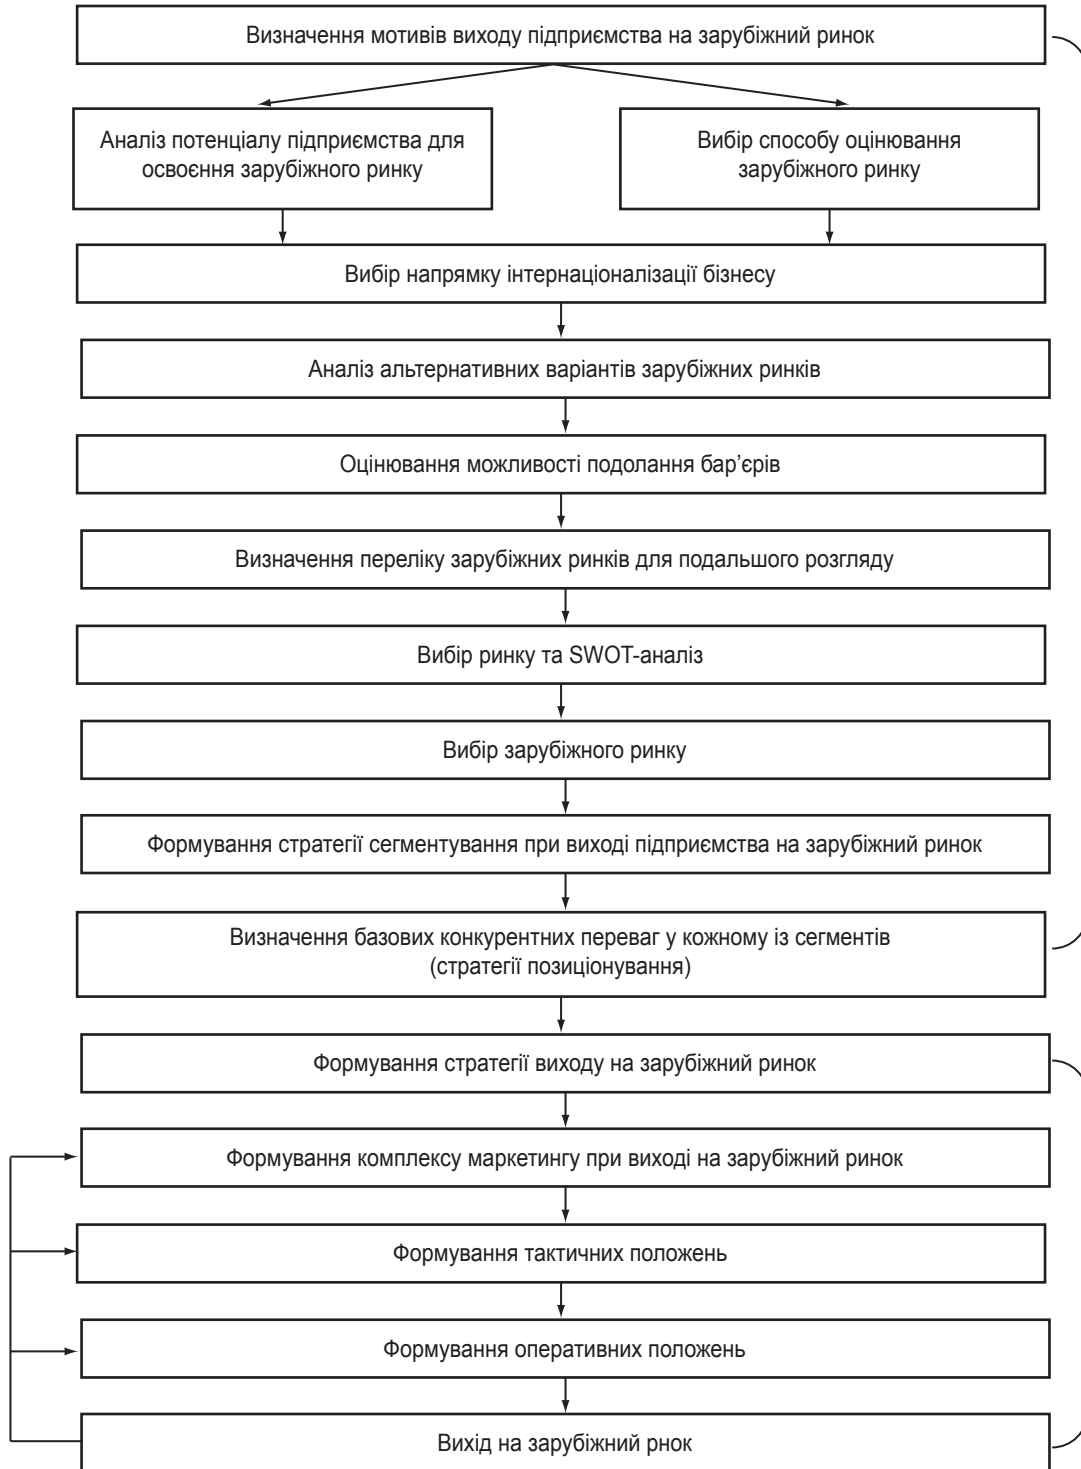 Визначення мотивів виходу підприємства на зарубіжний ринок
Аналіз потенціалу підприємства для
освоєння зарубіжного ринку
Вибір способу оцінювання
зарубіжного ринку
Вибір напрямку інтернаціоналізації бізнесу
Аналіз альтернативних варіантів зарубіжних ринків
Оцінювання можливості подолання бар’єрів
Визначення переліку зарубіжних ринків для подальшого розгляду
Вибір ринку та SWOT-аналіз
Вибір зарубіжного ринку
Формування стратегії сегментування при виході підприємства на зарубіжний ринок
Визначення базових конкурентних переваг у кожному із сегментів
(стратегії позиціонування)
Формування стратегії виходу на зарубіжний ринок
Формування комплексу маркетингу при виході на зарубіжний ринок
Формування тактичних положень
Формування оперативних положень
Вихід на зарубіжний рнок